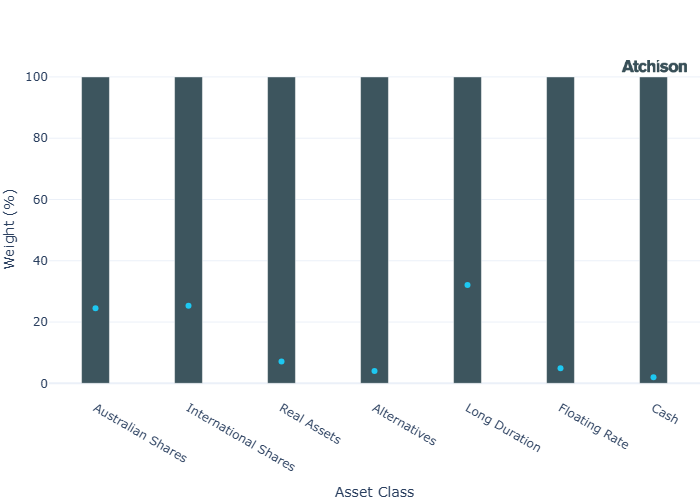 Atchison
100
80
60
40
20
0
Weight (%)
Australian Shares
International Shares
Real Assets
Alternatives
Long Duration
Floating Rate
Cash
Asset Class